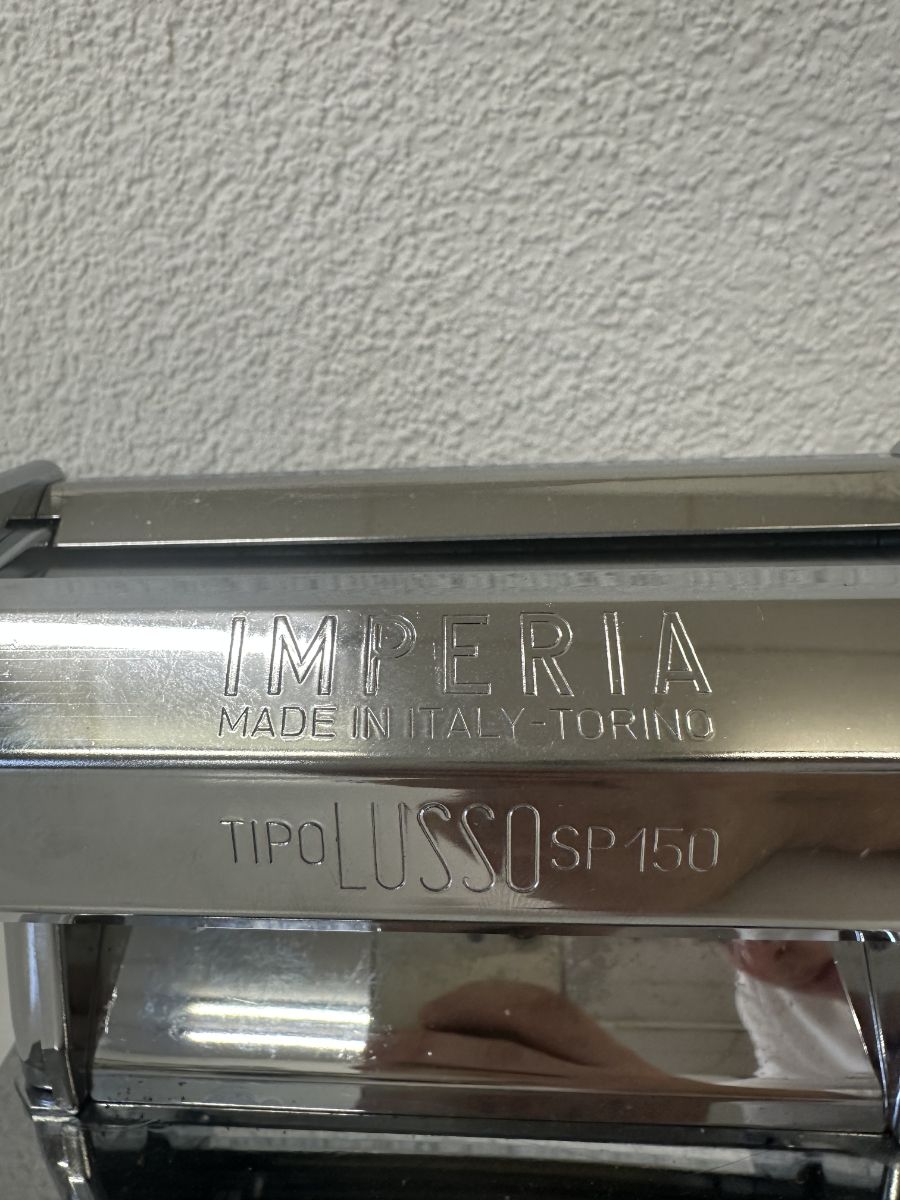 IMPERIA
MADE IN ITALY-TORINO
TIPO LUSSO SP 150